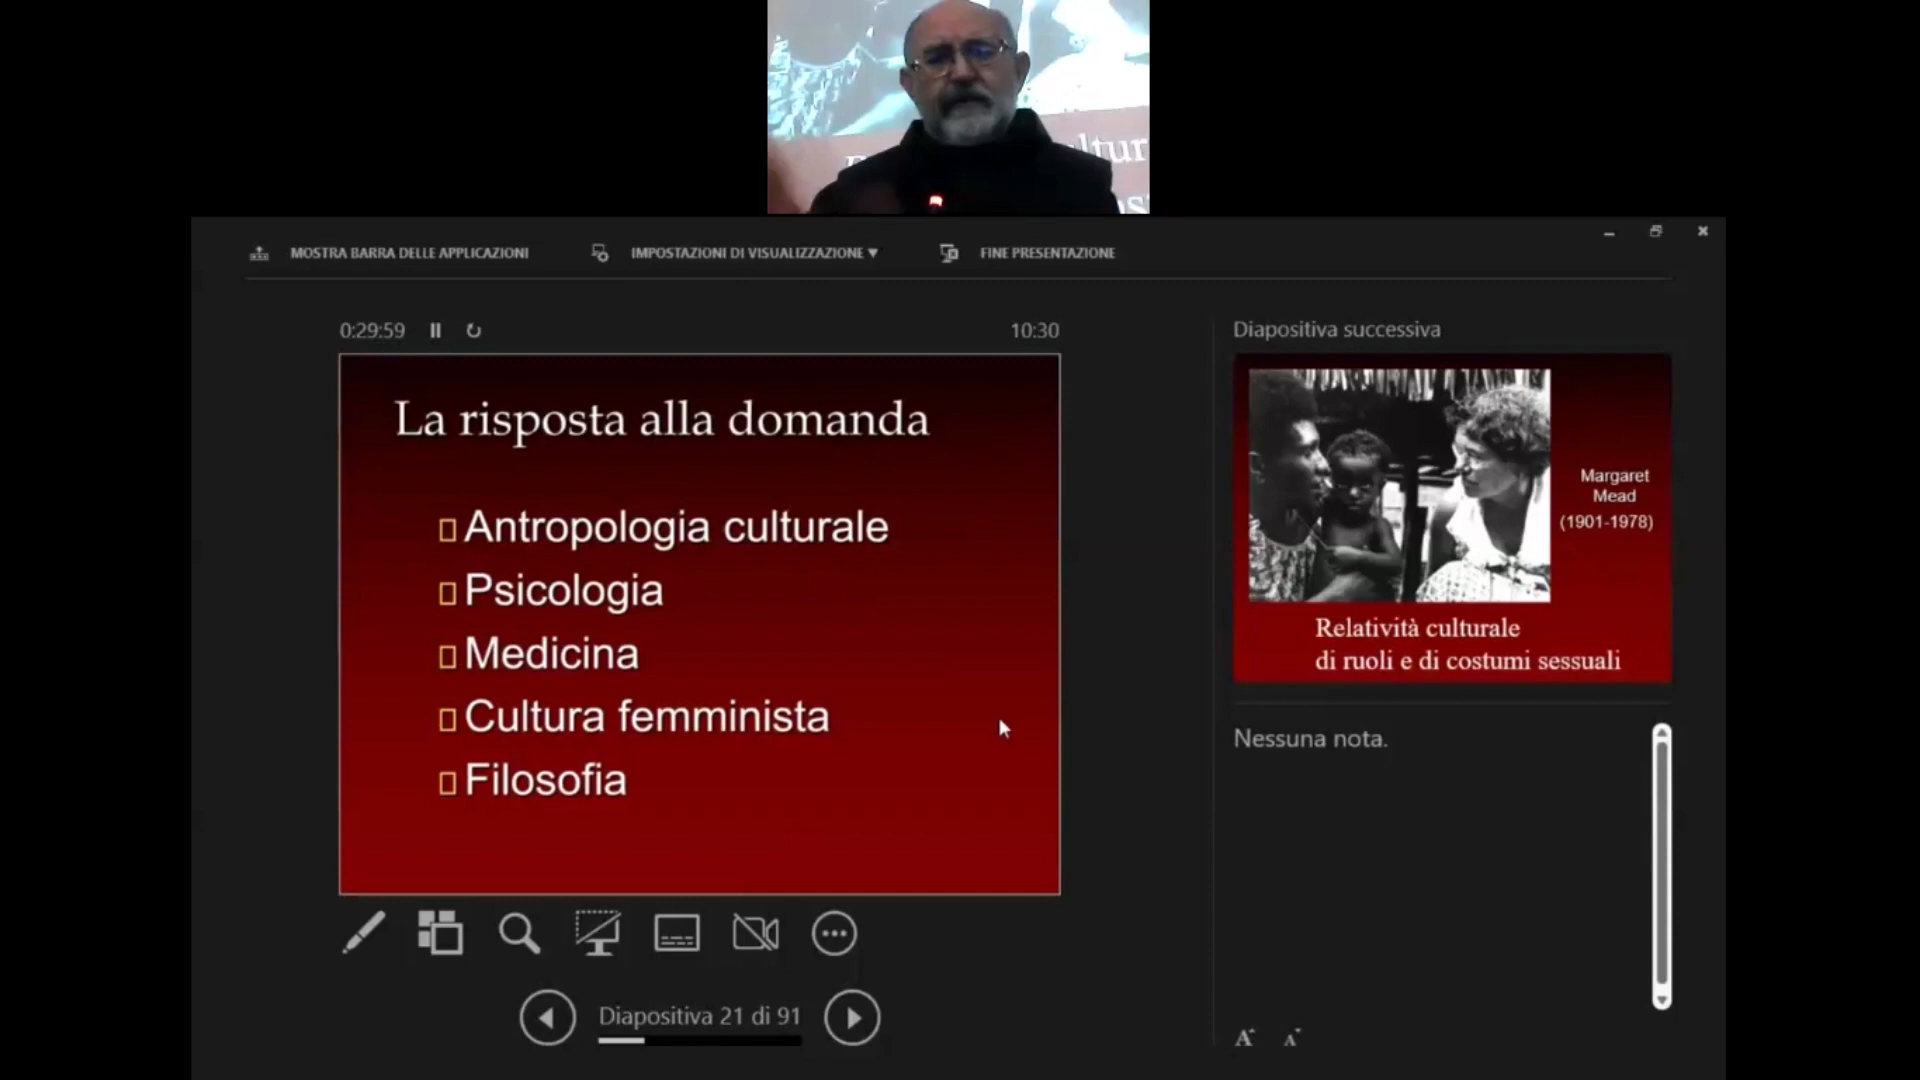 MOSTRA BARRA DELLE APPLICAZIONI
IMPOSTAZIONI DI VISUALIZZAZIONE ▼
FINE PRESENTAZIONE
0:29:59
10:30
La risposta alla domanda
Antropologia culturale
Psicologia
Medicina
Cultura femminista
Filosofia
Diapositiva 21 di 91
Diapositiva successiva
Margaret
Mead
(1901-1978)
Relatività culturale
di ruoli e di costumi sessuali
Nessuna nota.